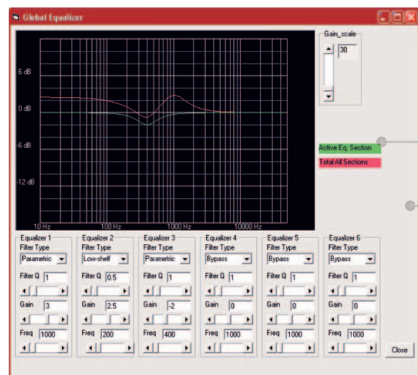 Global Equalizer
Gain_scale
30
6 dB
0 dB
-6 dB
-12 dB
10 Hz 100 Hz 1000 Hz 10000 Hz
Active Eq. Section
Total All Sections
Equalizer 1 Equalizer 2 Equalizer 3 Equalizer 4 Equalizer 5 Equalizer 6
Filter Type Filter Type Filter Type Filter Type Filter Type Filter Type
Parametric Low-shelf Parametric Bypass Bypass Bypass
Filter Q 1 Filter Q 0.5 Filter Q 1 Filter Q 1 Filter Q 1 Filter Q 1
Gain 3 Gain 2.5 Gain -2 Gain 0 Gain 0 Gain 0
Freq 1000 Freq 200 Freq 400 Freq 1000 Freq 1000 Freq 1000
Close